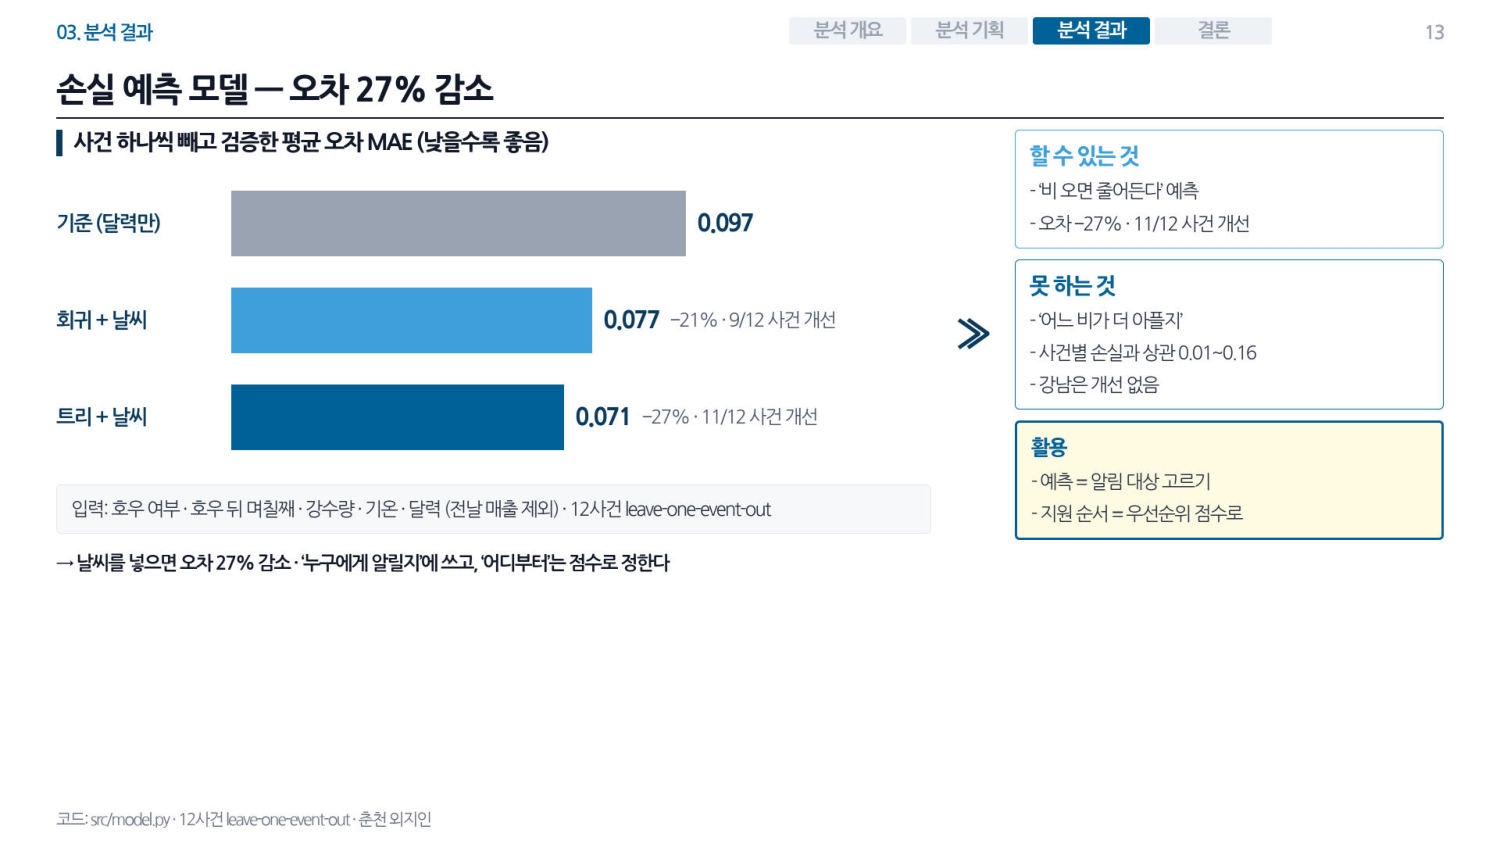 03. 분석 결과
분석 개요
분석 기획
분석 결과
결론
13
손실 예측 모델 — 오차 27% 감소
사건 하나씩 빼고 검증한 평균 오차 MAE (낮을수록 좋음)
기준 (달력만)
0.097
회귀 + 날씨
0.077 −21% · 9/12 사건 개선
트리 + 날씨
0.071 −27% · 11/12 사건 개선
입력: 호우 여부 · 호우 뒤 며칠째 · 강수량 · 기온 · 달력 (전날 매출 제외) · 12사건 leave-one-event-out
→ 날씨를 넣으면 오차 27% 감소 · ‘누구에게 알릴지’에 쓰고, ‘어디부터’는 점수로 정한다
할 수 있는 것
- ‘비 오면 줄어든다’ 예측
- 오차 −27% · 11/12 사건 개선
못 하는 것
- ‘어느 비가 더 아플지’
- 사건별 손실과 상관 0.01~0.16
- 강남은 개선 없음
활용
- 예측 = 알림 대상 고르기
- 지원 순서 = 우선순위 점수로
코드: src/model.py · 12사건 leave-one-event-out · 춘천 외지인